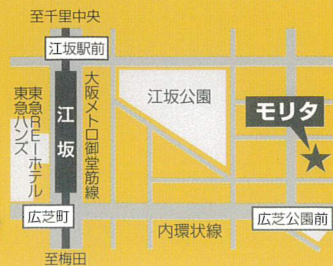 至千里中央
江坂駅前
江坂
大阪メトロ御堂筋線
東急REIホテル
東急ハンズ
江坂公園
モリタ
広芝町
内環状線
広芝公園前
至梅田